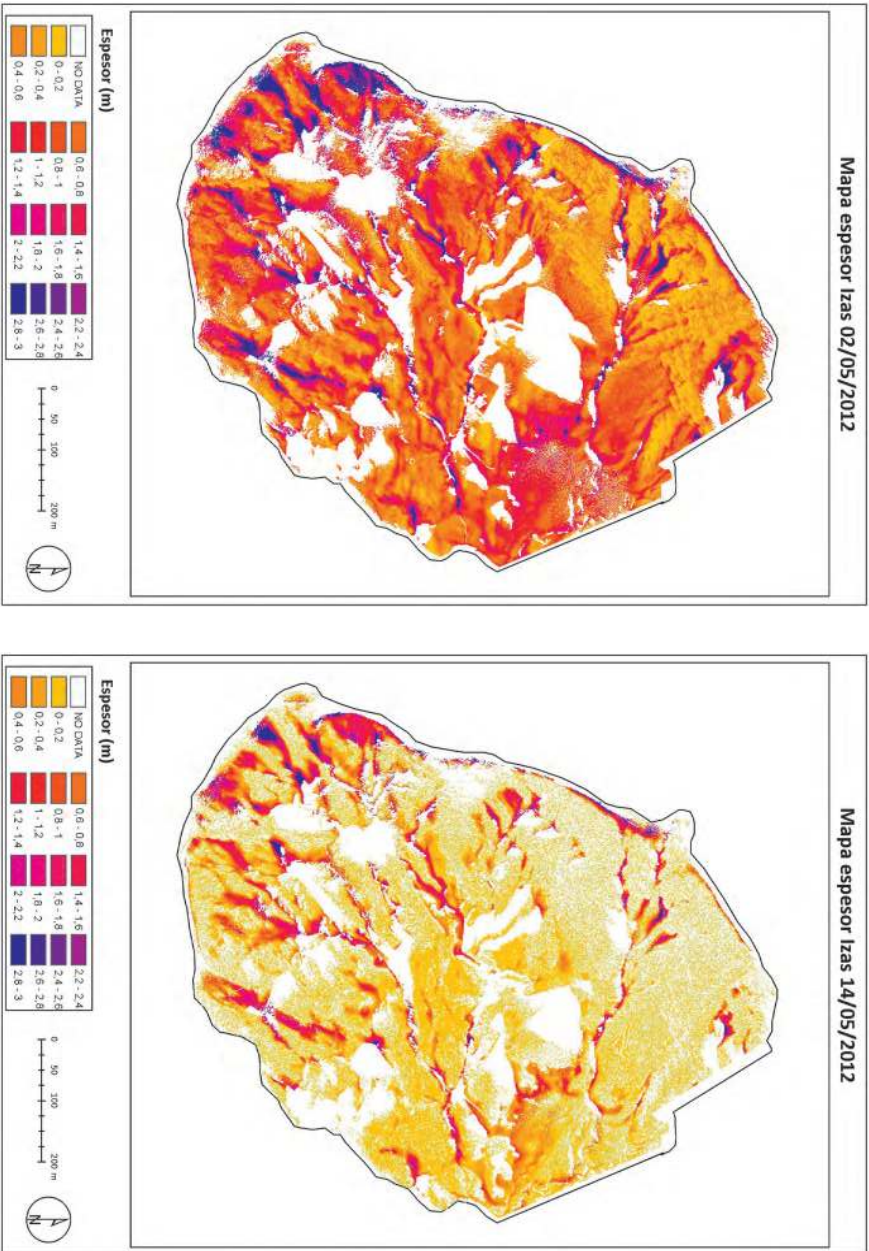 Mapa espesor Izas 02/05/2012
Espesor (m)
NO DATA
0 - 0,2
0,2 - 0,4
0,4 - 0,6
0,6 - 0,8
0,8 - 1
1 - 1,2
1,2 - 1,4
1,4 - 1,6
1,6 - 1,8
1,8 - 2
2 - 2,2
2,2 - 2,4
2,4 - 2,6
2,6 - 2,8
2,8 - 3
0 50 100 200 m
N
Mapa espesor Izas 14/05/2012
Espesor (m)
NO DATA
0 - 0,2
0,2 - 0,4
0,4 - 0,6
0,6 - 0,8
0,8 - 1
1 - 1,2
1,2 - 1,4
1,4 - 1,6
1,6 - 1,8
1,8 - 2
2 - 2,2
2,2 - 2,4
2,4 - 2,6
2,6 - 2,8
2,8 - 3
0 50 100 200 m
N